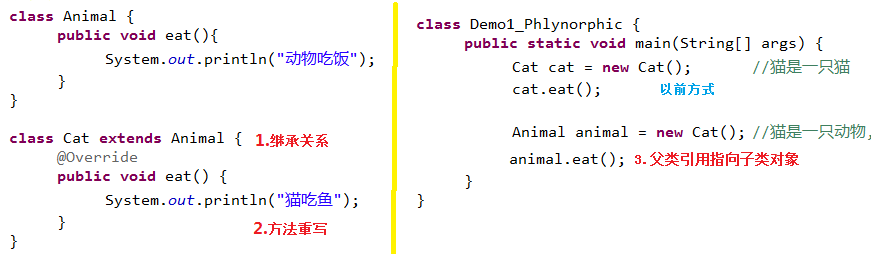 class Animal {
public void eat(){
System.out.println("动物吃饭");
}
}
class Cat extends Animal { 1.继承关系
@Override
public void eat() {
System.out.println("猫吃鱼");
} 2.方法重写
}
class Demo1_Phlynorphic {
public static void main(String[] args) {
Cat cat = new Cat(); //猫是一只猫
cat.eat(); 以前方式
Animal animal = new Cat(); //猫是一只动物,
animal.eat(); 3.父类引用指向子类对象
}
}